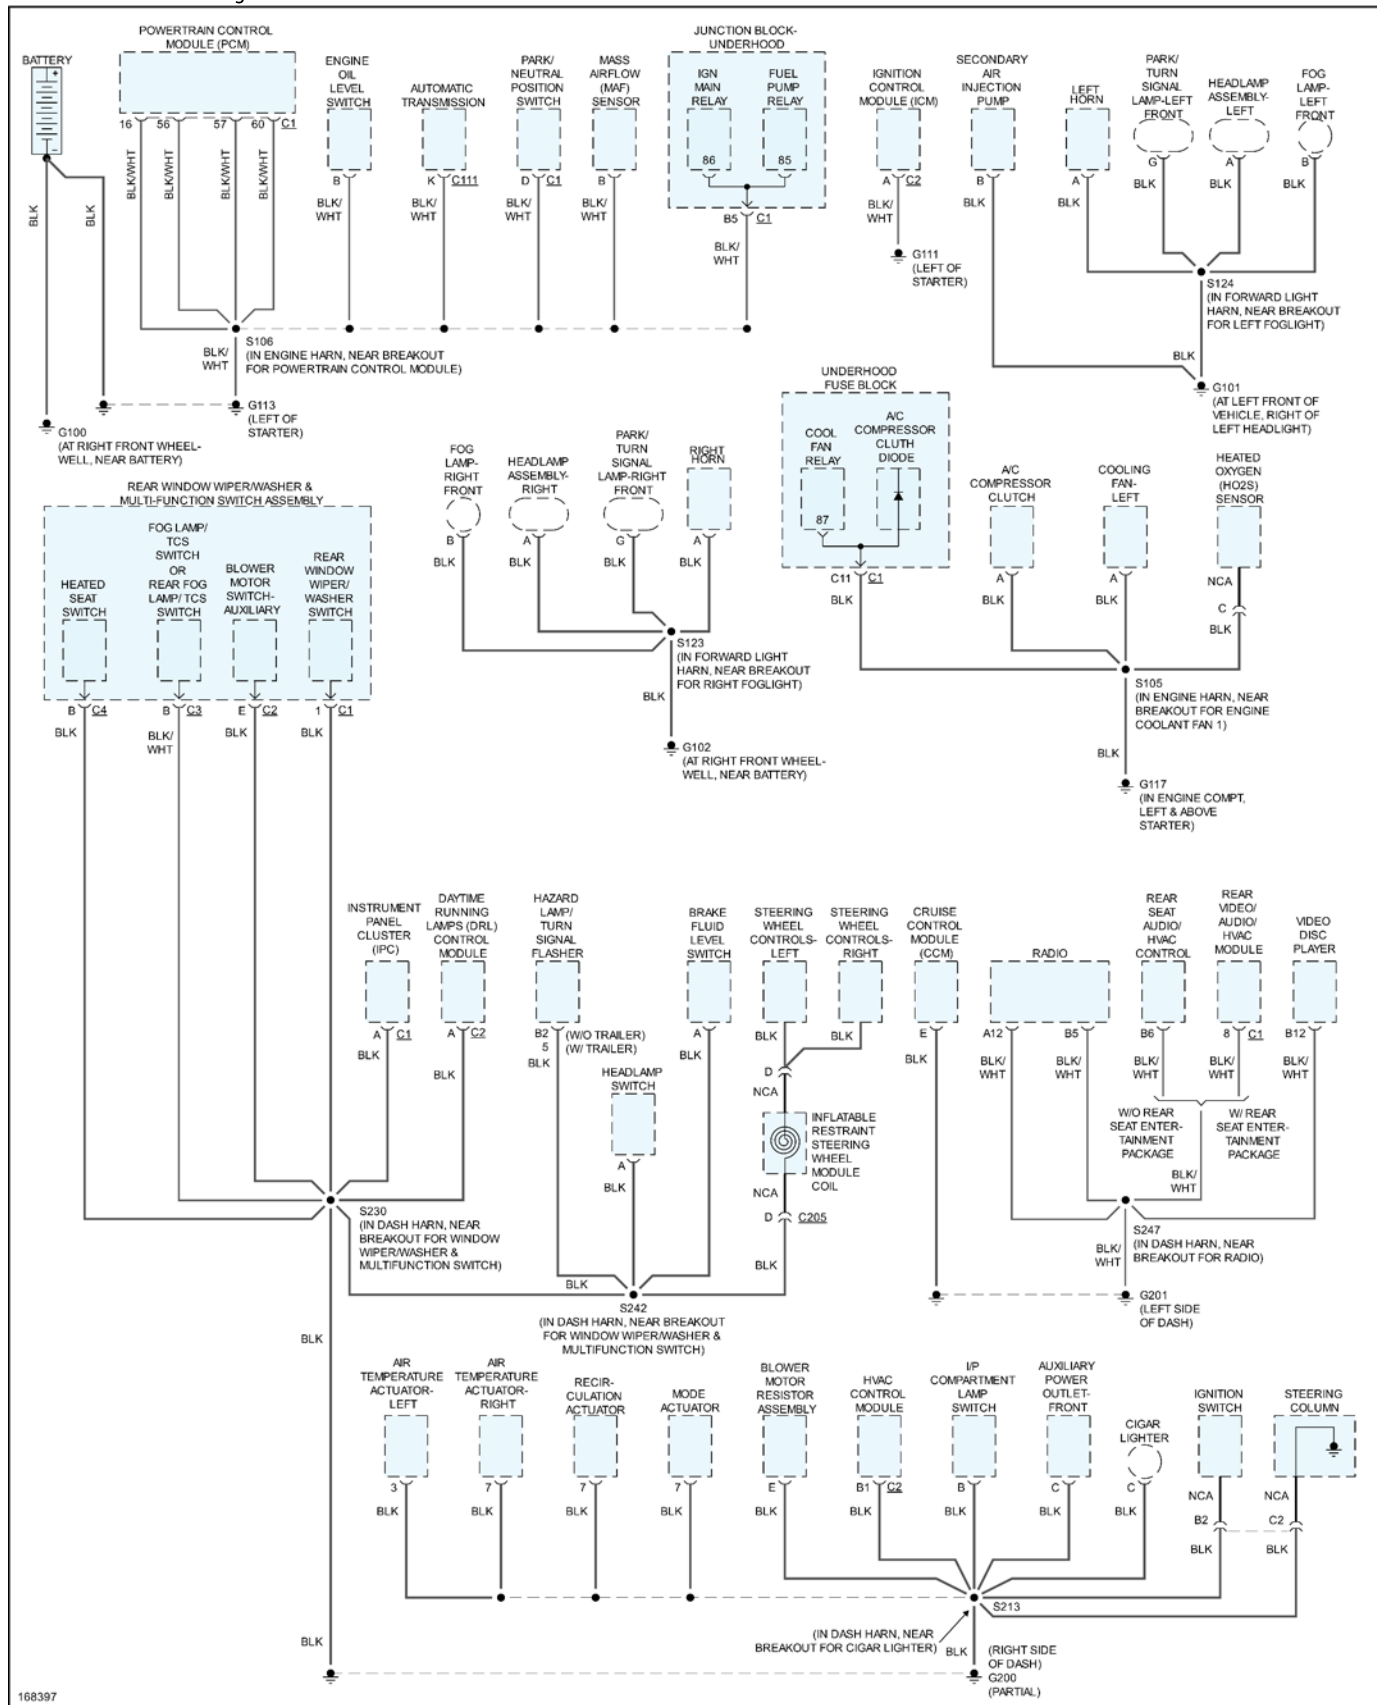 BATTERY
POWERTRAIN CONTROL
MODULE (PCM)
16
56
57
60
C1
BLK/WHT
BLK/WHT
BLK/WHT
BLK/WHT
BLK
BLK
ENGINE
OIL
LEVEL
SWITCH
B
BLK/
WHT
AUTOMATIC
TRANSMISSION
K
C111
BLK/
WHT
PARK/
NEUTRAL
POSITION
SWITCH
D
C1
BLK/
WHT
MASS
AIRFLOW
(MAF)
SENSOR
B
BLK/
WHT
JUNCTION BLOCK-
UNDERHOOD
IGN
MAIN
RELAY
86
FUEL
PUMP
RELAY
85
B5
C1
BLK/
WHT
IGNITION
CONTROL
MODULE (ICM)
A
C2
BLK/
WHT
G111
(LEFT OF
STARTER)
SECONDARY
AIR
INJECTION
PUMP
B
BLK
LEFT
HORN
A
BLK
PARK/
TURN
SIGNAL
LAMP-LEFT
FRONT
G
BLK
HEADLAMP
ASSEMBLY-
LEFT
A
BLK
FOG
LAMP-
LEFT
FRONT
B
BLK
S124
(IN FORWARD LIGHT
HARN, NEAR BREAKOUT
FOR LEFT FOGLIGHT)
BLK
G101
(AT LEFT FRONT OF
VEHICLE, RIGHT OF
LEFT HEADLIGHT)
S106
(IN ENGINE HARN, NEAR BREAKOUT
FOR POWERTRAIN CONTROL MODULE)
BLK/
WHT
G113
(LEFT OF
STARTER)
G100
(AT RIGHT FRONT WHEEL-
WELL, NEAR BATTERY)
FOG
LAMP-
RIGHT
FRONT
B
BLK
HEADLAMP
ASSEMBLY-
RIGHT
A
BLK
PARK/
TURN
SIGNAL
LAMP-RIGHT
FRONT
G
BLK
RIGHT
HORN
A
BLK
S123
(IN FORWARD LIGHT
HARN, NEAR BREAKOUT
FOR RIGHT FOGLIGHT)
BLK
G102
(AT RIGHT FRONT WHEEL-
WELL, NEAR BATTERY)
UNDERHOOD
FUSE BLOCK
COOL
FAN
RELAY
87
A/C
COMPRESSOR
CLUTH
DIODE
C11
C1
BLK
A/C
COMPRESSOR
CLUTCH
A
BLK
COOLING
FAN-
LEFT
A
BLK
HEATED
OXYGEN
(HO2S)
SENSOR
NCA
C
BLK
S105
(IN ENGINE HARN, NEAR
BREAKOUT FOR ENGINE
COOLANT FAN 1)
BLK
G117
(IN ENGINE COMPT,
LEFT & ABOVE
STARTER)
REAR WINDOW WIPER/WASHER &
MULTI-FUNCTION SWITCH ASSEMBLY
HEATED
SEAT
SWITCH
B
C4
BLK
FOG LAMP/
TCS
SWITCH
OR
REAR FOG
LAMP/ TCS
SWITCH
B
C3
BLK/
WHT
BLOWER
MOTOR
SWITCH-
AUXILIARY
E
C2
BLK
REAR
WINDOW
WIPER/
WASHER
SWITCH
1
C1
BLK
INSTRUMENT
PANEL
CLUSTER
(IPC)
A
C1
BLK
DAYTIME
RUNNING
LAMPS (DRL)
CONTROL
MODULE
A
C2
BLK
HAZARD
LAMP/
TURN
SIGNAL
FLASHER
B2 (W/O TRAILER)
5 (W/ TRAILER)
BLK
HEADLAMP
SWITCH
A
BLK
BRAKE
FLUID
LEVEL
SWITCH
A
BLK
STEERING
WHEEL
CONTROLS-
LEFT
BLK
STEERING
WHEEL
CONTROLS-
RIGHT
BLK
D
NCA
INFLATABLE
RESTRAINT
STEERING
WHEEL
MODULE
COIL
NCA
D
C205
BLK
CRUISE
CONTROL
MODULE
(CCM)
E
BLK
RADIO
A12
BLK/
WHT
B5
BLK/
WHT
REAR
SEAT
AUDIO/
HVAC
CONTROL
B6
BLK/
WHT
REAR
VIDEO/
AUDIO/
HVAC
MODULE
8
C1
BLK/
WHT
VIDEO
DISC
PLAYER
B12
BLK/
WHT
W/O REAR
SEAT ENTER-
TAINMENT
PACKAGE
W/ REAR
SEAT ENTER-
TAINMENT
PACKAGE
BLK/
WHT
S247
(IN DASH HARN, NEAR
BREAKOUT FOR RADIO)
BLK/
WHT
G201
(LEFT SIDE
OF DASH)
S230
(IN DASH HARN, NEAR
BREAKOUT FOR WINDOW
WIPER/WASHER &
MULTIFUNCTION SWITCH)
BLK
S242
(IN DASH HARN, NEAR BREAKOUT
FOR WINDOW WIPER/WASHER &
MULTIFUNCTION SWITCH)
BLK
AIR
TEMPERATURE
ACTUATOR-
LEFT
3
BLK
AIR
TEMPERATURE
ACTUATOR-
RIGHT
7
BLK
RECIR-
CULATION
ACTUATOR
7
BLK
MODE
ACTUATOR
7
BLK
BLOWER
MOTOR
RESISTOR
ASSEMBLY
E
BLK
HVAC
CONTROL
MODULE
B1
C2
BLK
I/P
COMPARTMENT
LAMP
SWITCH
B
BLK
AUXILIARY
POWER
OUTLET-
FRONT
C
BLK
CIGAR
LIGHTER
C
BLK
IGNITION
SWITCH
NCA
B2
BLK
STEERING
COLUMN
NCA
C2
BLK
S213
(IN DASH HARN, NEAR
BREAKOUT FOR CIGAR LIGHTER)
BLK
BLK
(RIGHT SIDE
OF DASH)
G200
(PARTIAL)
168397